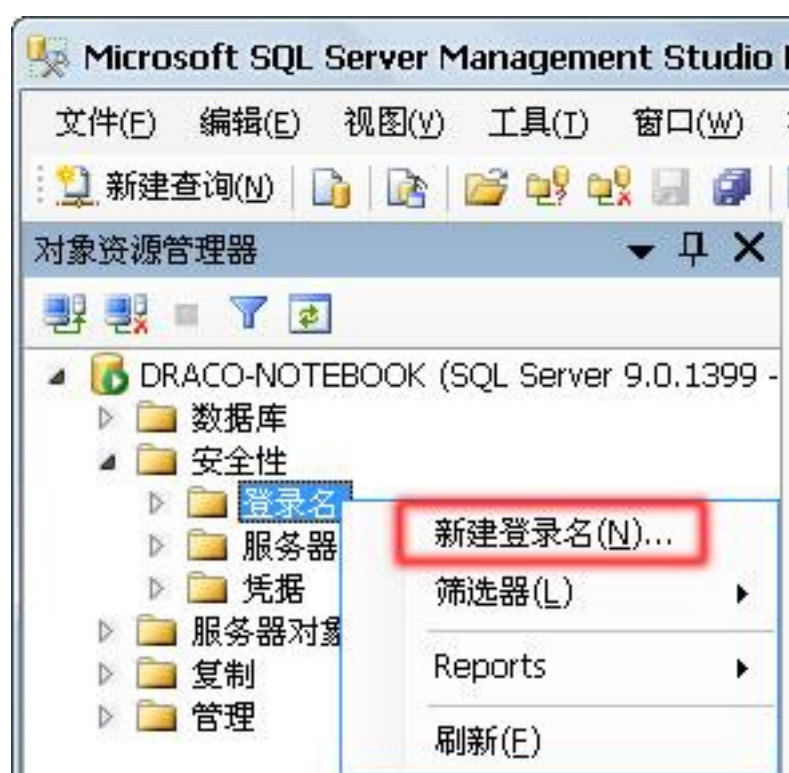 Microsoft SQL Server Management Studio
文件(F) 编辑(E) 视图(V) 工具(T) 窗口(W)
新建查询(N)
对象资源管理器
DRACO-NOTEBOOK (SQL Server 9.0.1399 -
数据库
安全性
登录名
服务器
凭据
服务器对象
复制
管理
新建登录名(N)...
筛选器(L)
Reports
刷新(F)